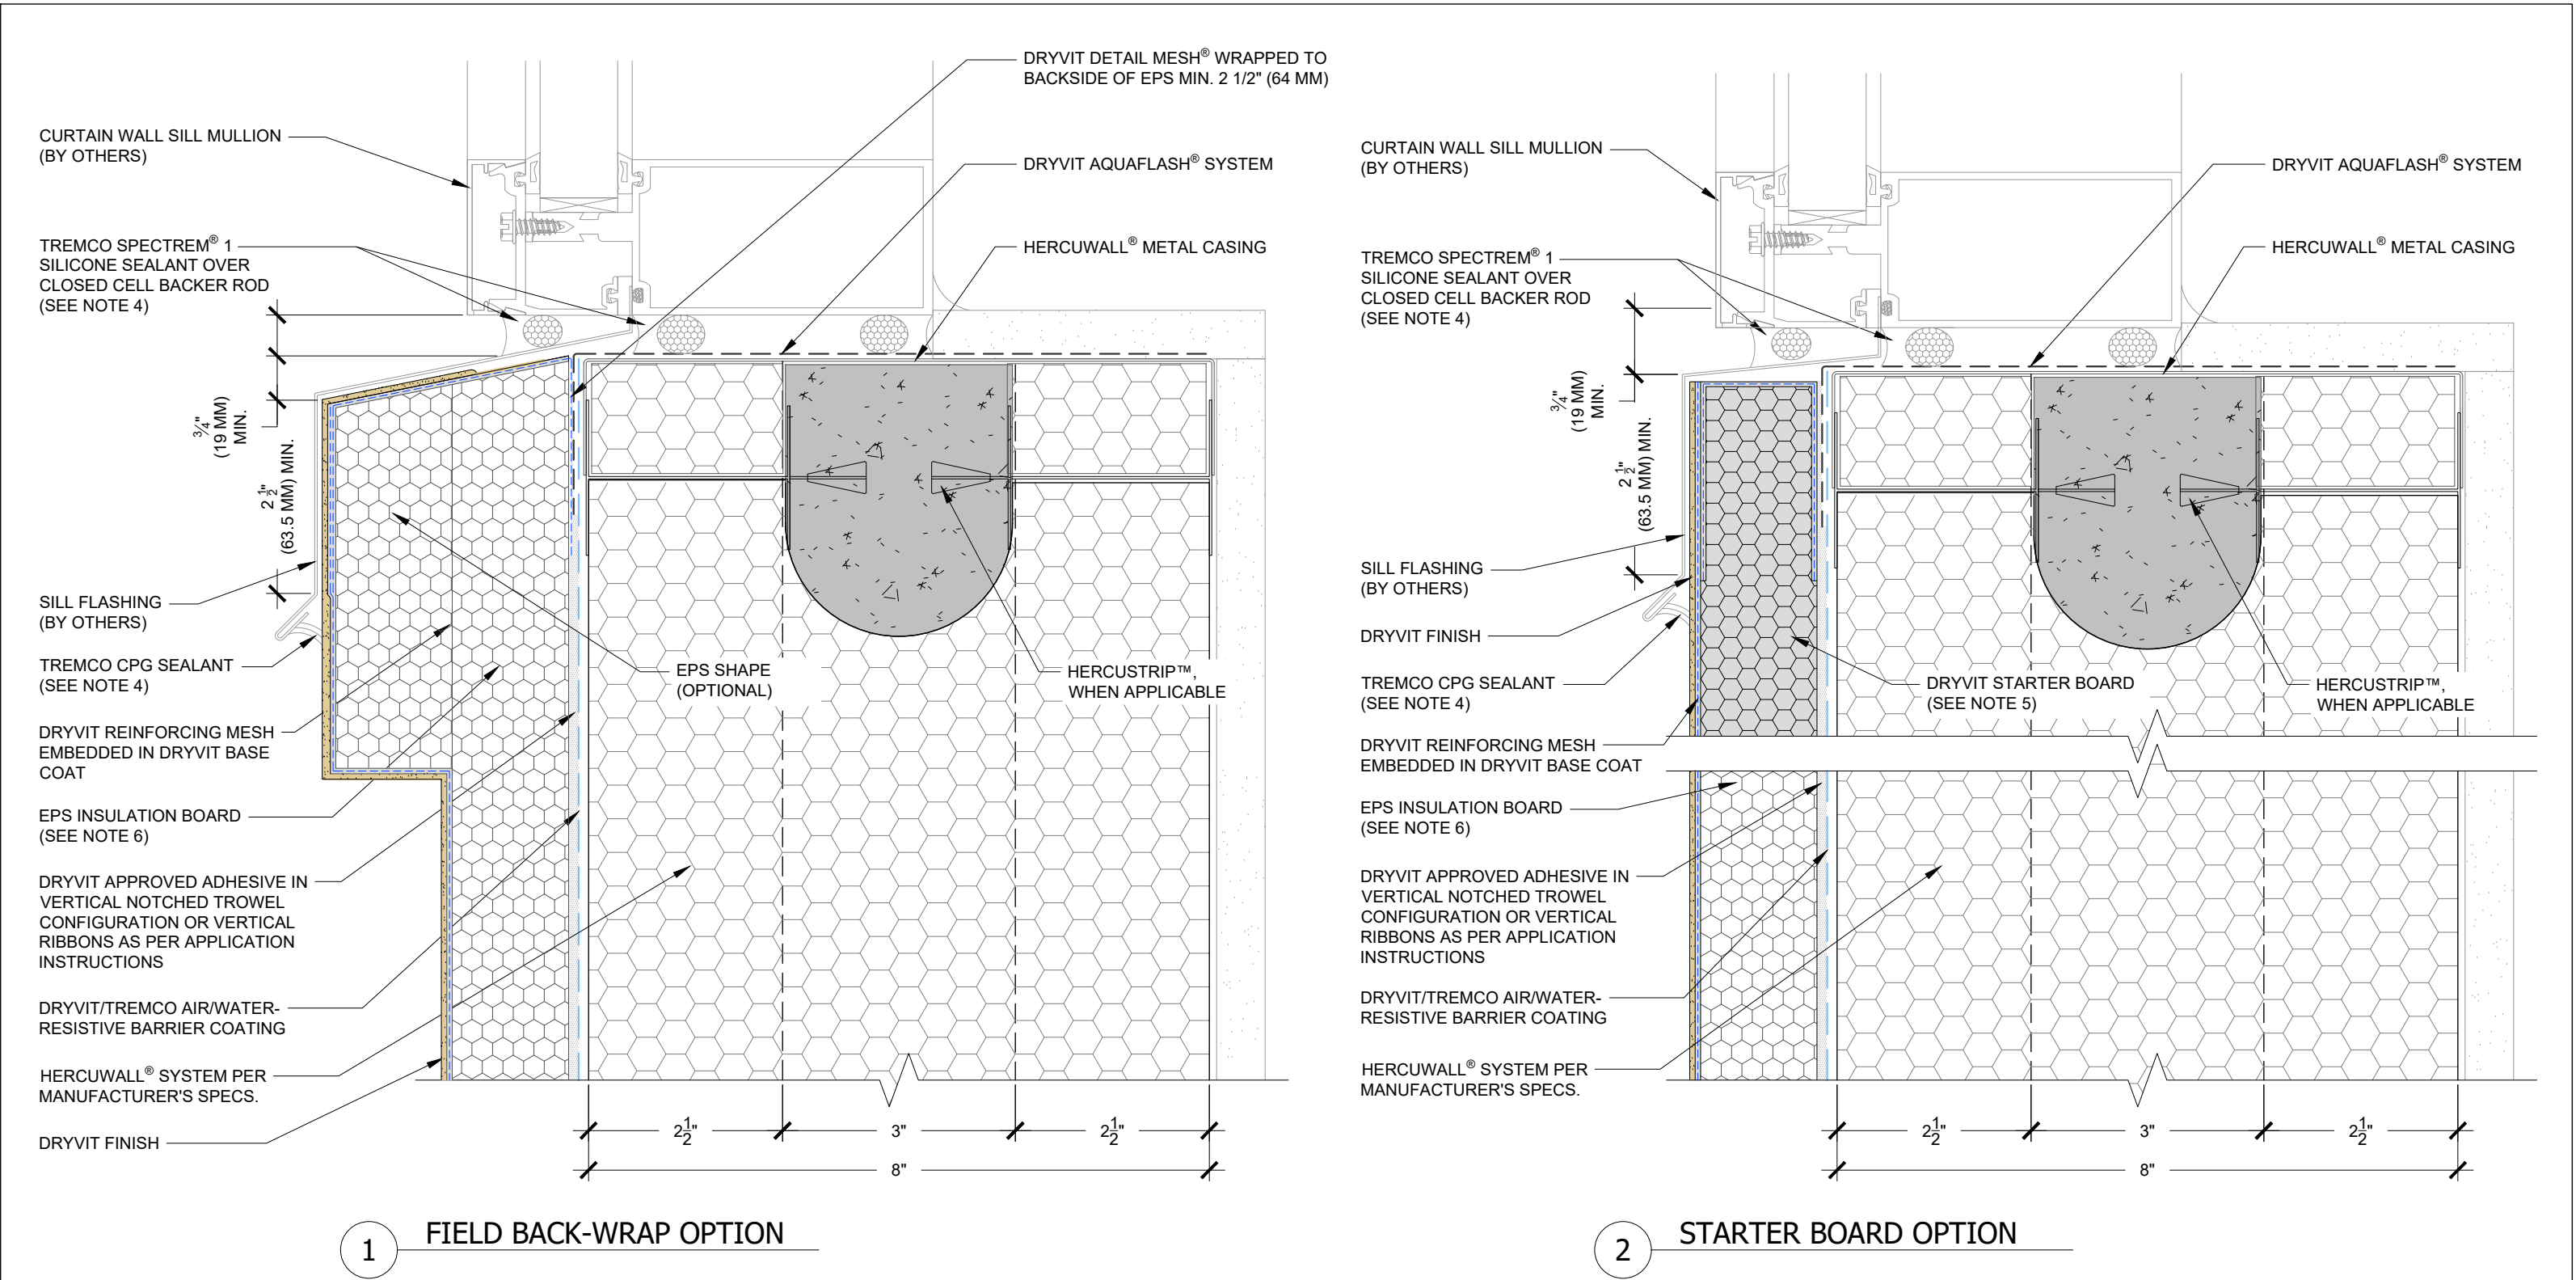 DRYVIT DETAIL MESH® WRAPPED TO
BACKSIDE OF EPS MIN. 2 1/2" (64 MM)
CURTAIN WALL SILL MULLION
(BY OTHERS)
DRYVIT AQUAFLASH® SYSTEM
TREMCO SPECTREM® 1
SILICONE SEALANT OVER
CLOSED CELL BACKER ROD
(SEE NOTE 4)
HERCUWALL® METAL CASING
3/4"
(19 MM)
MIN.
2 1/2"
(63.5 MM) MIN.
SILL FLASHING
(BY OTHERS)
TREMCO CPG SEALANT
(SEE NOTE 4)
EPS SHAPE
(OPTIONAL)
HERCUSTRIP™,
WHEN APPLICABLE
DRYVIT REINFORCING MESH
EMBEDDED IN DRYVIT BASE
COAT
EPS INSULATION BOARD
(SEE NOTE 6)
DRYVIT APPROVED ADHESIVE IN
VERTICAL NOTCHED TROWEL
CONFIGURATION OR VERTICAL
RIBBONS AS PER APPLICATION
INSTRUCTIONS
DRYVIT/TREMCO AIR/WATER-
RESISTIVE BARRIER COATING
HERCUWALL® SYSTEM PER
MANUFACTURER'S SPECS.
DRYVIT FINISH
2 1/2"
3"
2 1/2"
8"
1
FIELD BACK-WRAP OPTION
CURTAIN WALL SILL MULLION
(BY OTHERS)
DRYVIT AQUAFLASH® SYSTEM
TREMCO SPECTREM® 1
SILICONE SEALANT OVER
CLOSED CELL BACKER ROD
(SEE NOTE 4)
HERCUWALL® METAL CASING
3/4"
(19 MM)
MIN.
2 1/2"
(63.5 MM) MIN.
SILL FLASHING
(BY OTHERS)
DRYVIT FINISH
TREMCO CPG SEALANT
(SEE NOTE 4)
DRYVIT STARTER BOARD
(SEE NOTE 5)
HERCUSTRIP™,
WHEN APPLICABLE
DRYVIT REINFORCING MESH
EMBEDDED IN DRYVIT BASE COAT
EPS INSULATION BOARD
(SEE NOTE 6)
DRYVIT APPROVED ADHESIVE IN
VERTICAL NOTCHED TROWEL
CONFIGURATION OR VERTICAL
RIBBONS AS PER APPLICATION
INSTRUCTIONS
DRYVIT/TREMCO AIR/WATER-
RESISTIVE BARRIER COATING
HERCUWALL® SYSTEM PER
MANUFACTURER'S SPECS.
2 1/2"
3"
2 1/2"
8"
2
STARTER BOARD OPTION